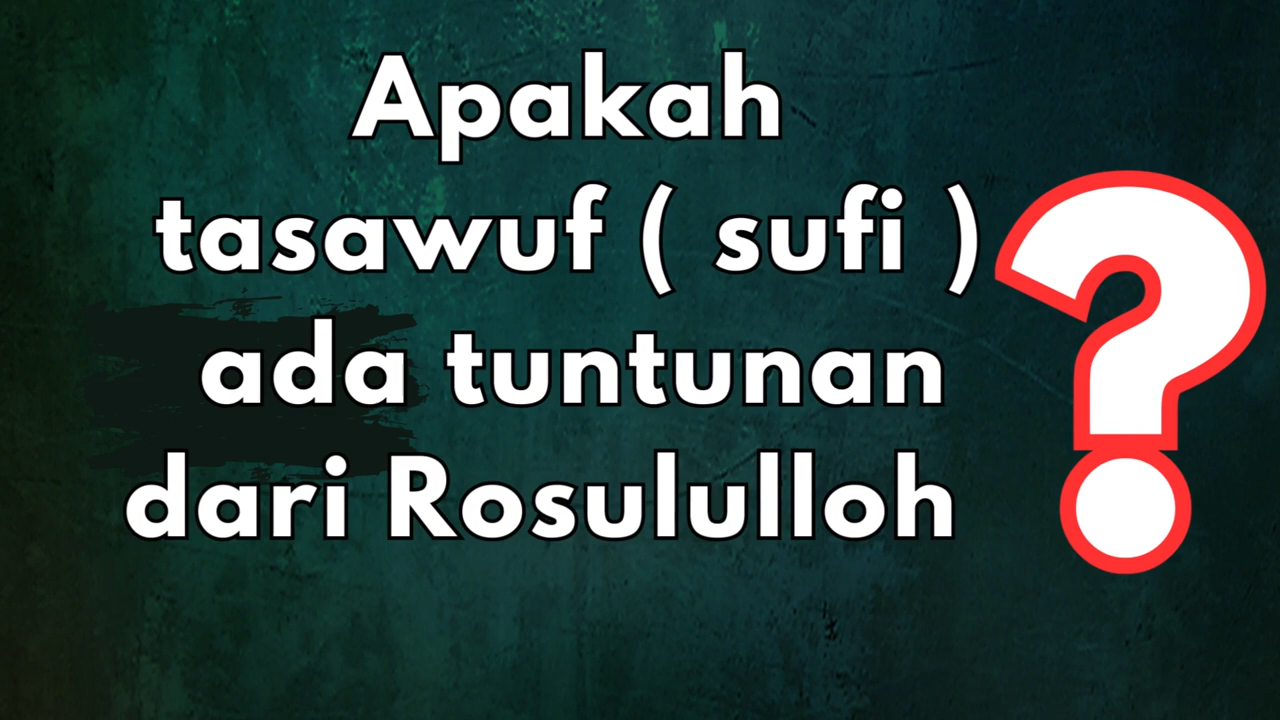 Apakah
tasawuf ( sufi )
ada tuntunan
dari Rosululloh
?